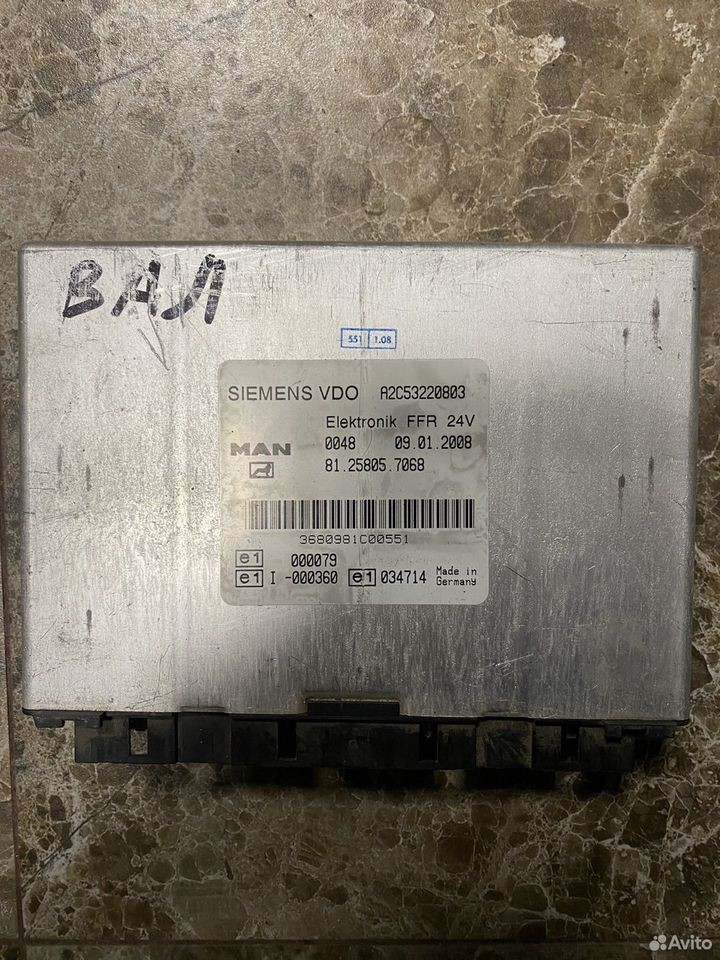 ВАЛ
551 1.08
SIEMENS VDO A2C53220803
Elektronik FFR 24V
MAN 0048 09.01.2008
81.25805.7068
3680981C00551
e1 000079
e1 I -000360 e1 034714 Made in
Germany
Avito